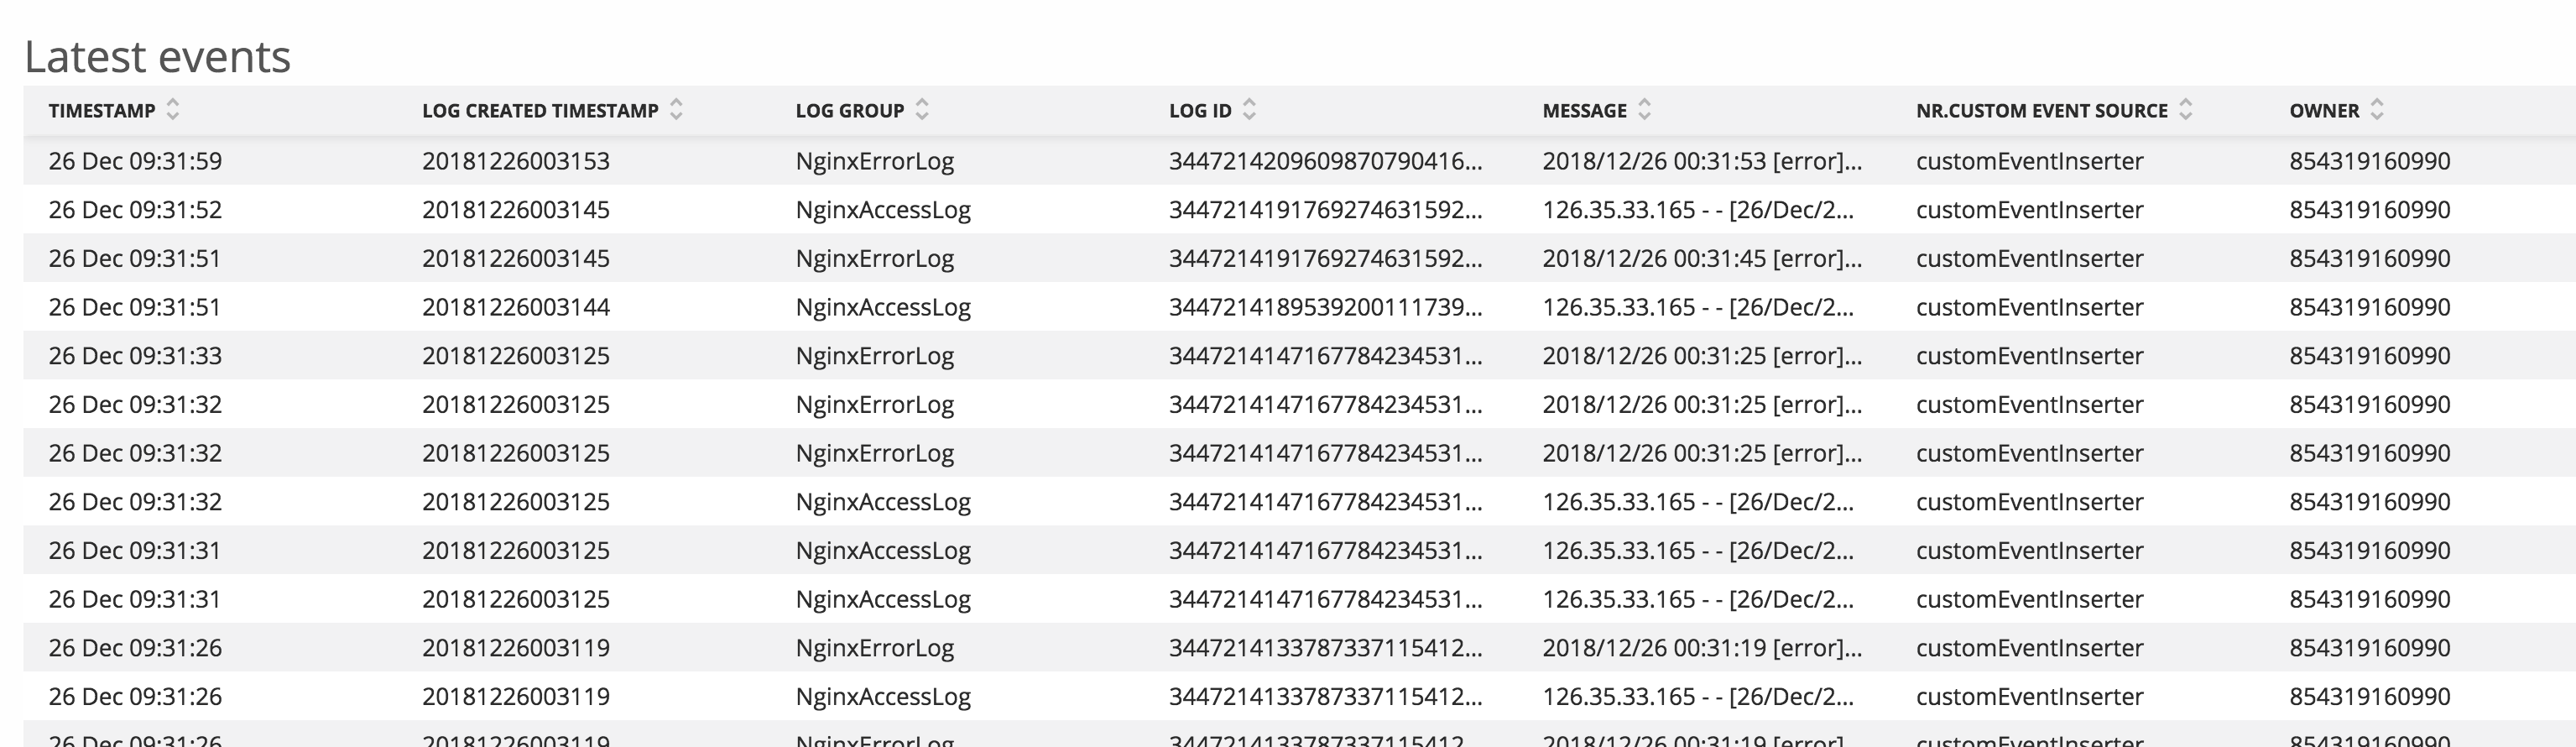 Latest events
TIMESTAMP LOG CREATED TIMESTAMP LOG GROUP LOG ID MESSAGE NR.CUSTOM EVENT SOURCE OWNER
26 Dec 09:31:59 20181226003153 NginxErrorLog 3447214209609870790416... 2018/12/26 00:31:53 [error]... customEventInserter 854319160990
26 Dec 09:31:52 20181226003145 NginxAccessLog 3447214191769274631592... 126.35.33.165 - - [26/Dec/2... customEventInserter 854319160990
26 Dec 09:31:51 20181226003145 NginxErrorLog 3447214191769274631592... 2018/12/26 00:31:45 [error]... customEventInserter 854319160990
26 Dec 09:31:51 20181226003144 NginxAccessLog 3447214189539200111739... 126.35.33.165 - - [26/Dec/2... customEventInserter 854319160990
26 Dec 09:31:33 20181226003125 NginxErrorLog 3447214147167784234531... 2018/12/26 00:31:25 [error]... customEventInserter 854319160990
26 Dec 09:31:32 20181226003125 NginxErrorLog 3447214147167784234531... 2018/12/26 00:31:25 [error]... customEventInserter 854319160990
26 Dec 09:31:32 20181226003125 NginxErrorLog 3447214147167784234531... 2018/12/26 00:31:25 [error]... customEventInserter 854319160990
26 Dec 09:31:32 20181226003125 NginxAccessLog 3447214147167784234531... 126.35.33.165 - - [26/Dec/2... customEventInserter 854319160990
26 Dec 09:31:31 20181226003125 NginxAccessLog 3447214147167784234531... 126.35.33.165 - - [26/Dec/2... customEventInserter 854319160990
26 Dec 09:31:31 20181226003125 NginxAccessLog 3447214147167784234531... 126.35.33.165 - - [26/Dec/2... customEventInserter 854319160990
26 Dec 09:31:26 20181226003119 NginxErrorLog 3447214133787337115412... 2018/12/26 00:31:19 [error]... customEventInserter 854319160990
26 Dec 09:31:26 20181226003119 NginxAccessLog 3447214133787337115412... 126.35.33.165 - - [26/Dec/2... customEventInserter 854319160990
26 Dec 09:31:26 20181226003119 NginxErrorLog 3447214133787337115412... 2018/12/26 00:31:19 [error]... customEventInserter 854319160990